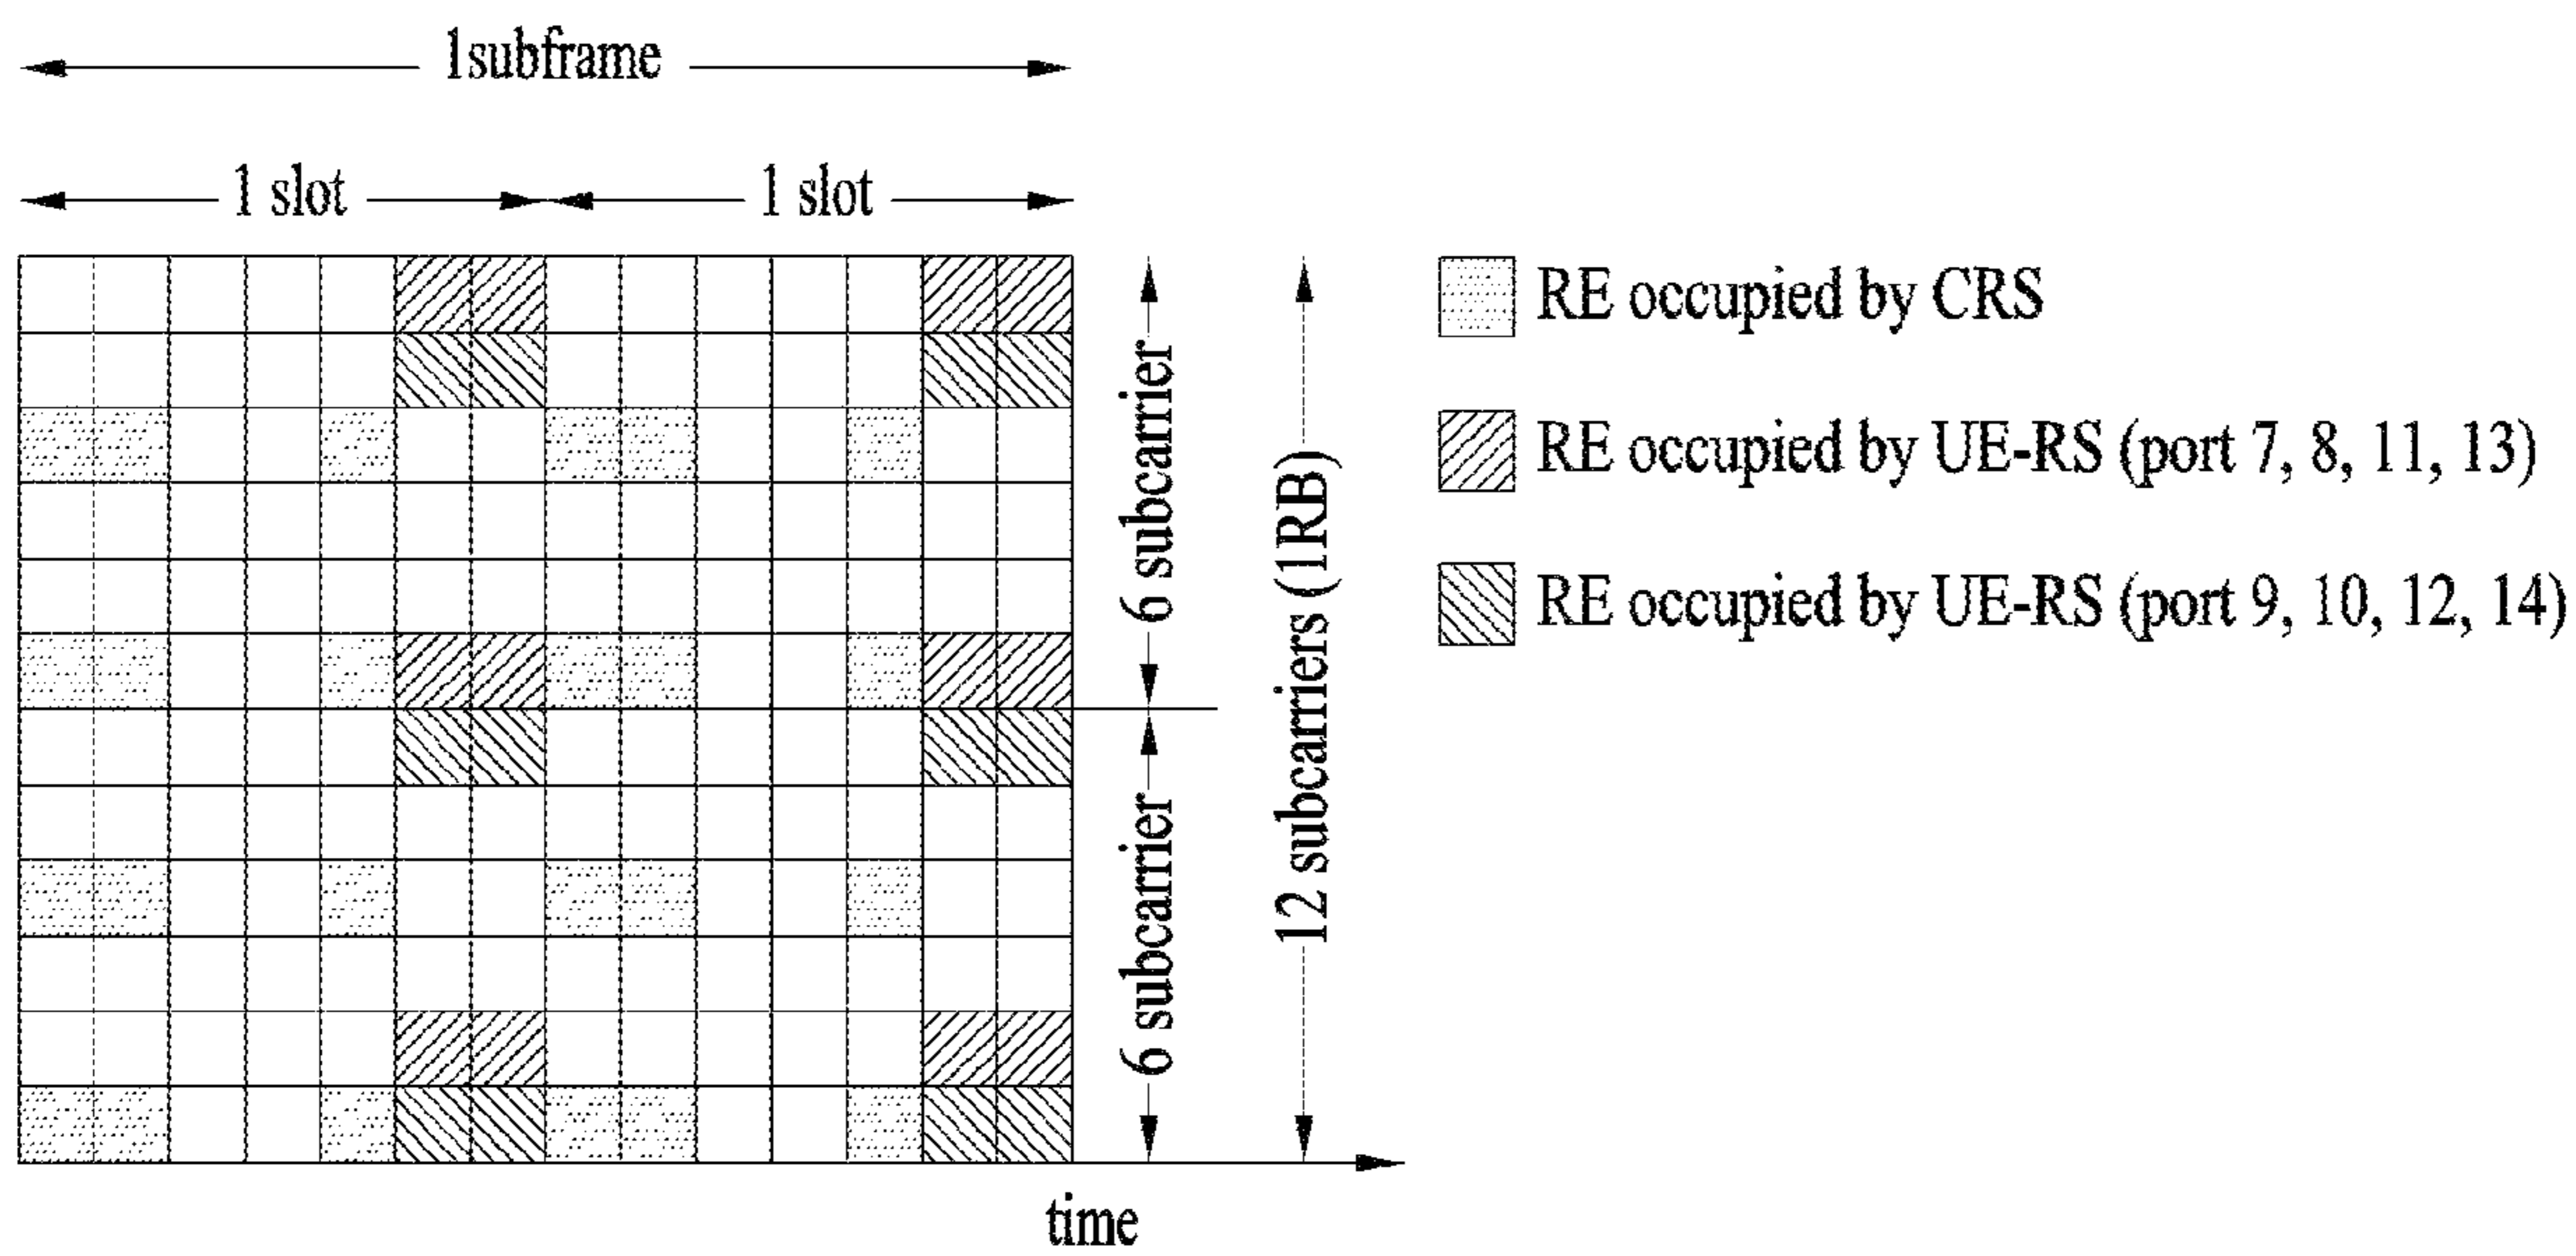 1subframe
1 slot
1 slot
6 subcarrier
6 subcarrier
12 subcarriers (1RB)
RE occupied by CRS
RE occupied by UE-RS (port 7, 8, 11, 13)
RE occupied by UE-RS (port 9, 10, 12, 14)
time